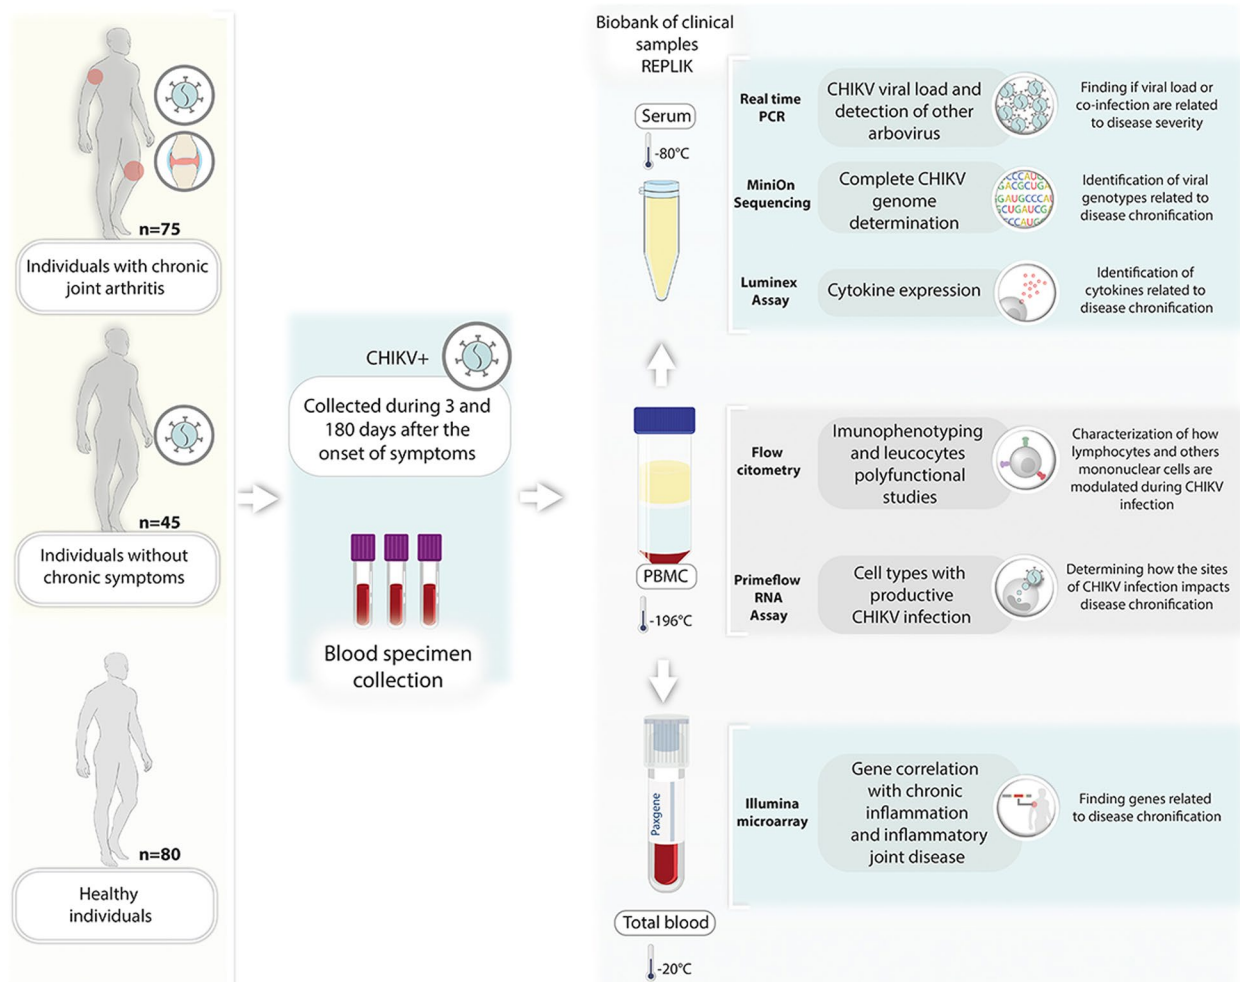 n=75
Individuals with chronic
joint arthritis
n=45
Individuals without
chronic symptoms
n=80
Healthy
individuals
CHIKV+
Collected during 3 and
180 days after the
onset of symptoms
Blood specimen
collection
Biobank of clinical
samples
REPLIK
Serum
-80°C
Real time
PCR
CHIKV viral load and
detection of other
arbovirus
Finding if viral load or
co-infection are related
to disease severity
MiniOn
Sequencing
Complete CHIKV
genome
determination
Identification of viral
genotypes related to
disease chronification
Luminex
Assay
Cytokine expression
Identification of
cytokines related to
disease chronification
PBMC
-196°C
Flow
citometry
Imunophenotyping
and leucocytes
polyfunctional
studies
Characterization of how
lymphocytes and others
mononuclear cells are
modulated during CHIKV
infection
Primeflow
RNA
Assay
Cell types with
productive
CHIKV infection
Determining how the sites
of CHIKV infection impacts
disease chronification
Paxgene
Total blood
-20°C
Illumina
microarray
Gene correlation
with chronic
inflammation
and inflammatory
joint disease
Finding genes related
to disease chronification